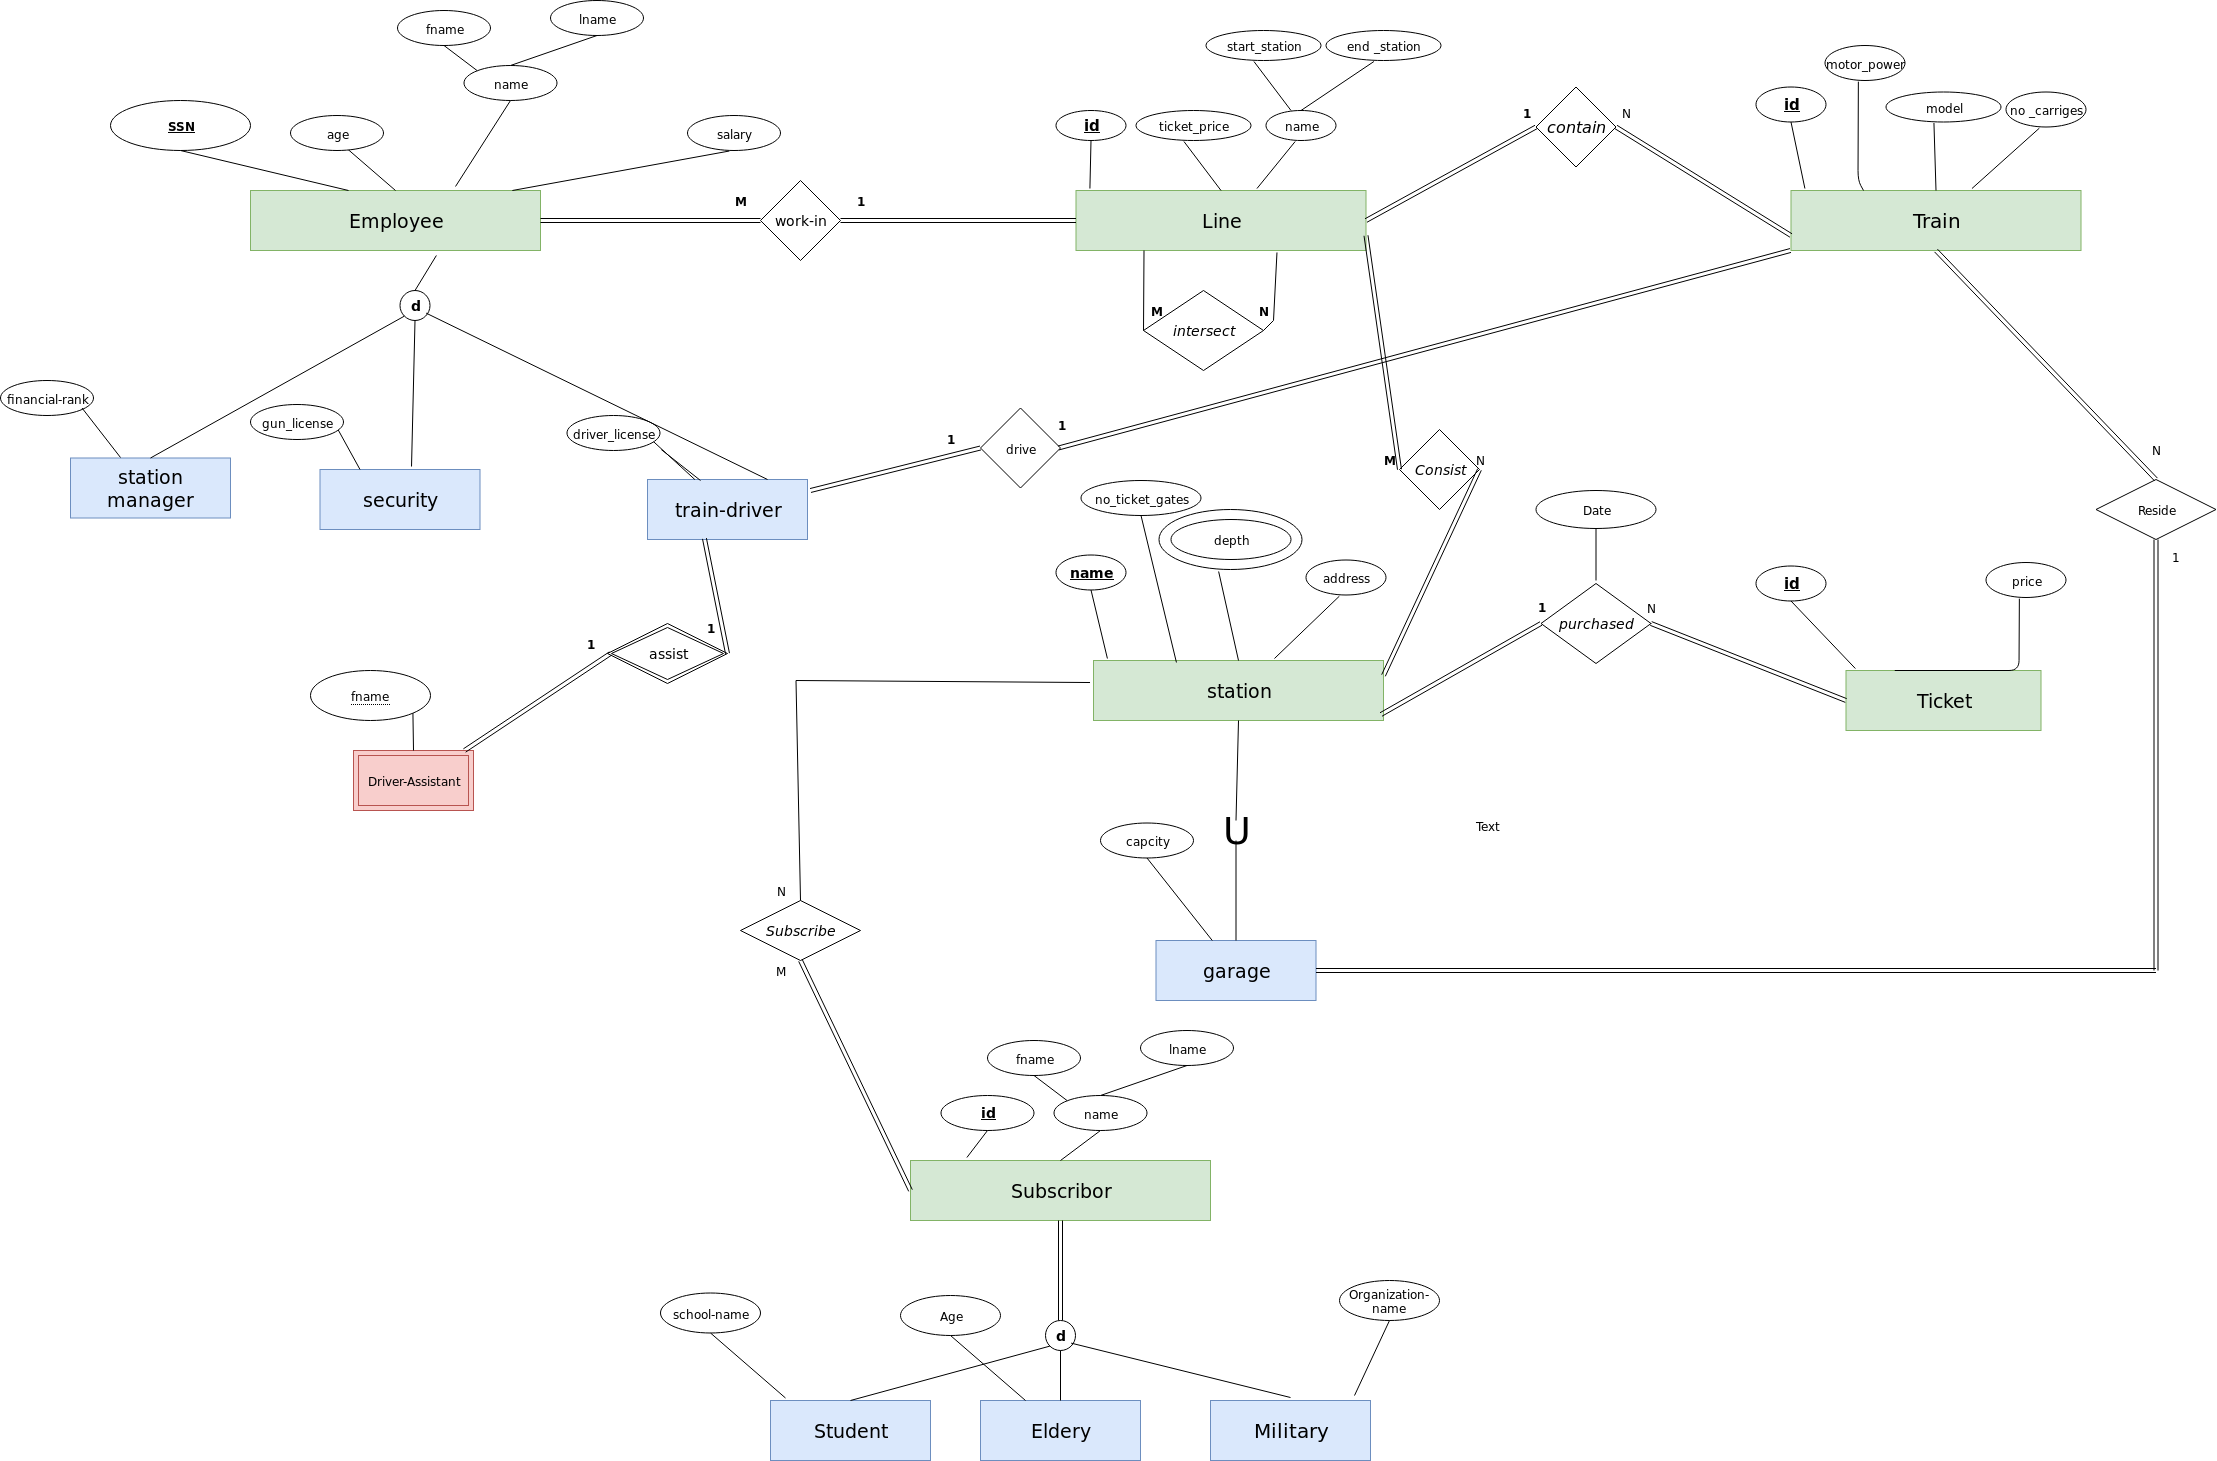 lname
fname
start_station
end _station
motor_power
name
id
model
no _carriges
SSN
age
salary
id
ticket_price
name
1
contain
N
Employee
M
work-in
1
Line
Train
d
M
intersect
N
financial-rank
gun_license
driver_license
1
drive
1
M
Consist
N
N
station
manager
security
train-driver
no_ticket_gates
Date
Reside
depth
1
name
address
id
price
1
assist
1
1
purchased
N
fname
station
Ticket
Driver-Assistant
U
Text
capcity
N
Subscribe
M
garage
fname
lname
id
name
Subscribor
school-name
Age
d
Organization-
name
Student
Eldery
Military